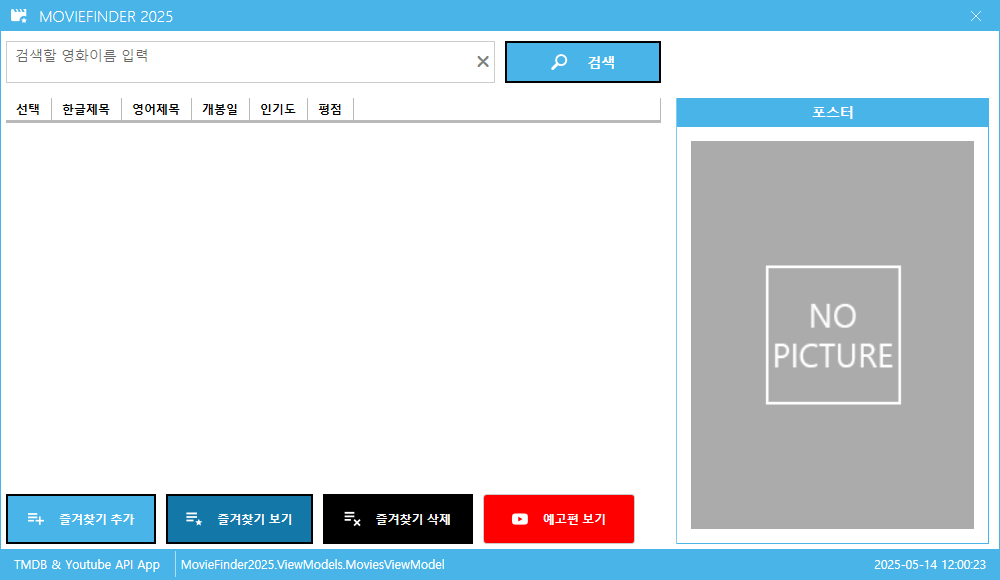 MOVIEFINDER 2025
검색할 영화이름 입력
검색
선택 한글제목 영어제목 개봉일 인기도 평점
포스터
NO
PICTURE
즐겨찾기 추가 즐겨찾기 보기 즐겨찾기 삭제 예고편 보기
TMDB & Youtube API App MovieFinder2025.ViewModels.MoviesViewModel 2025-05-14 12:00:23